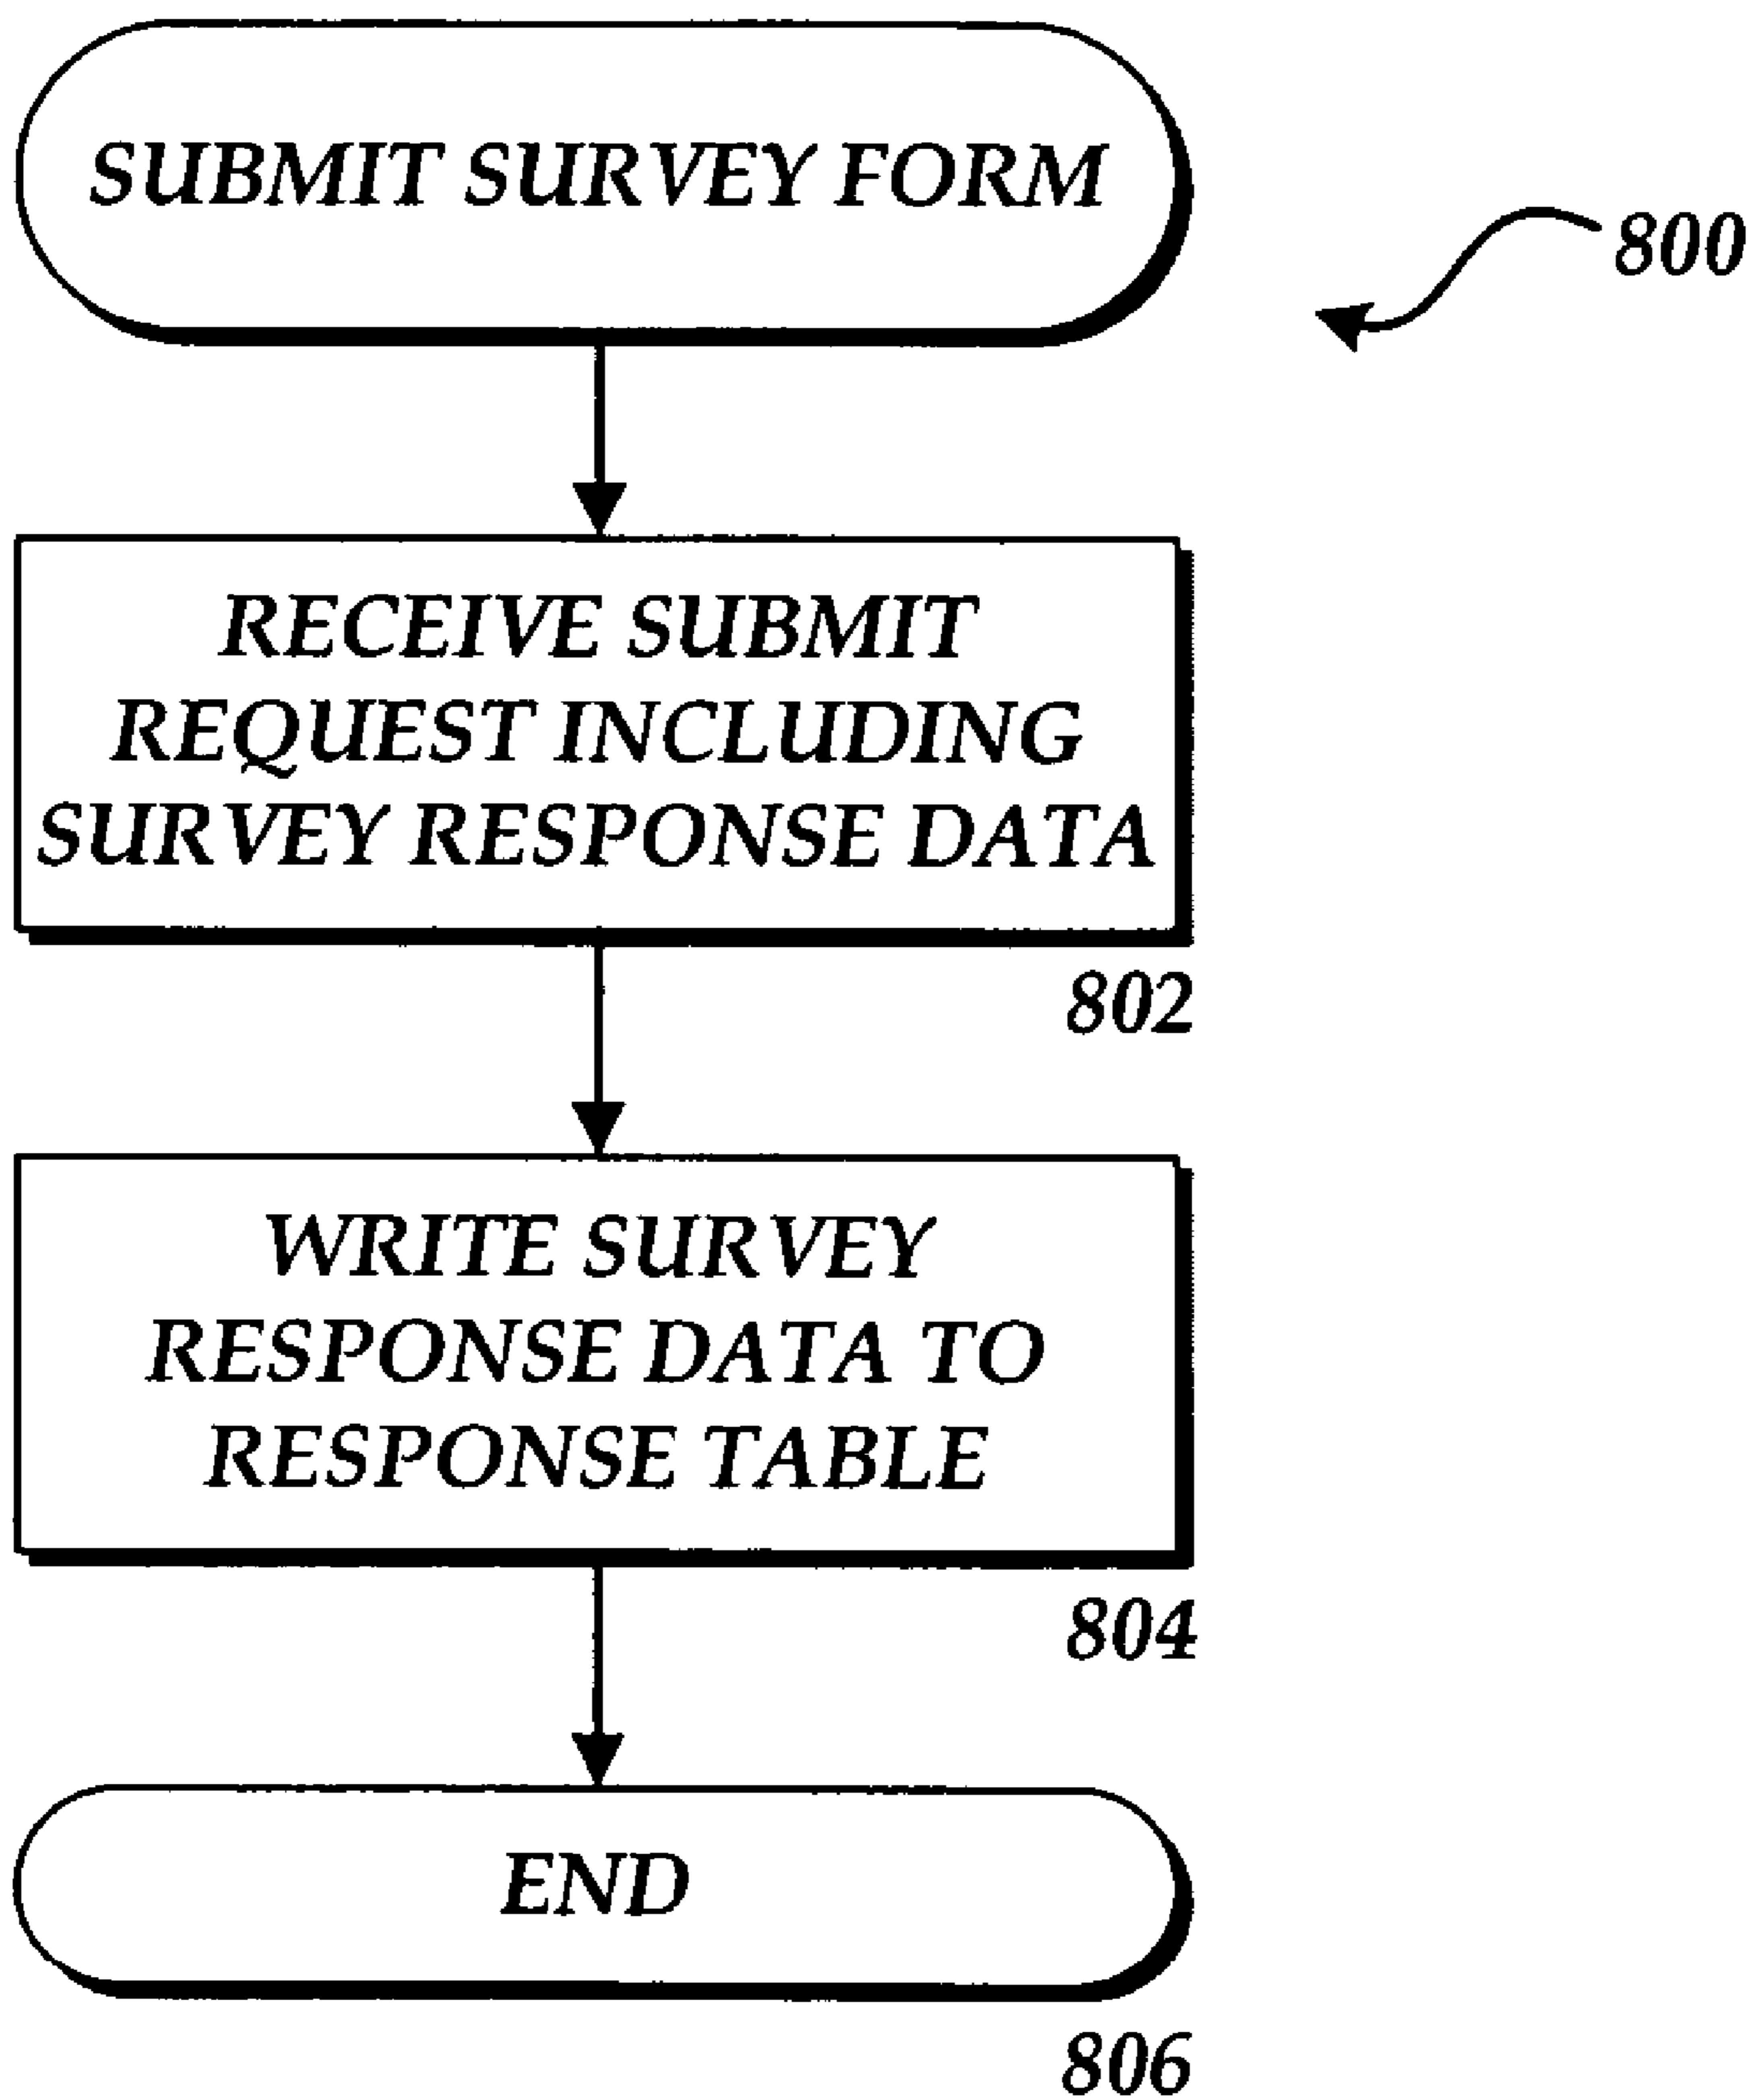 SUBMIT SURVEY FORM
800
RECEIVE SUBMIT
REQUEST INCLUDING
SURVEY RESPONSE DATA
802
WRITE SURVEY
RESPONSE DATA TO
RESPONSE TABLE
804
END
806